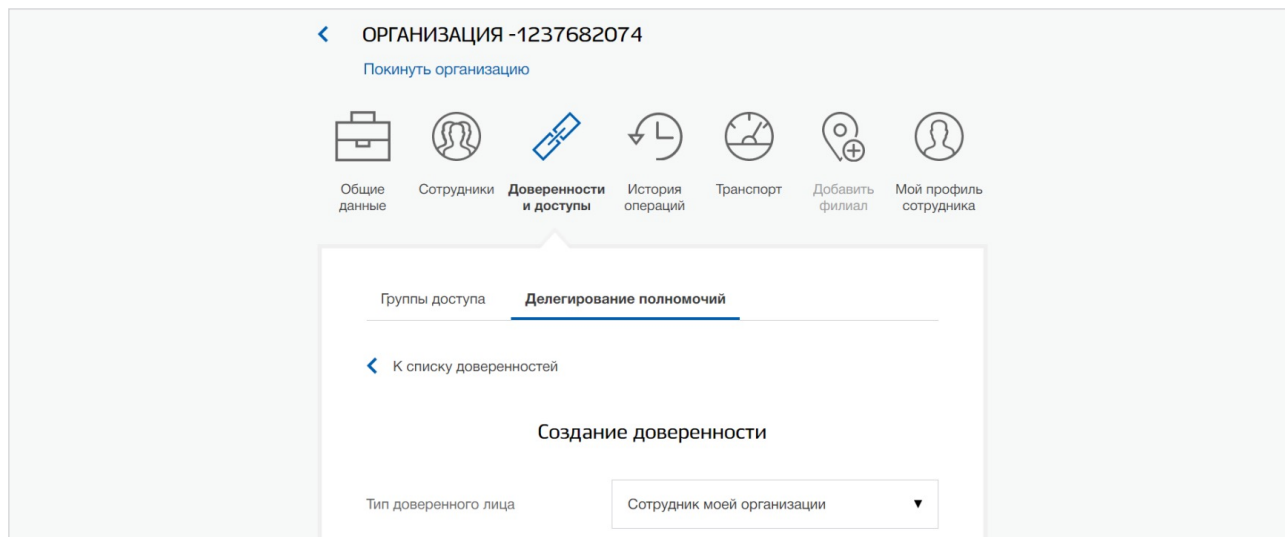 ОРГАНИЗАЦИЯ -1237682074
Покинуть организацию
Общие данные
Сотрудники
Доверенности и доступы
История операций
Транспорт
Добавить филиал
Мой профиль сотрудника
Группы доступа
Делегирование полномочий
К списку доверенностей
Создание доверенности
Тип доверенного лица
Сотрудник моей организации